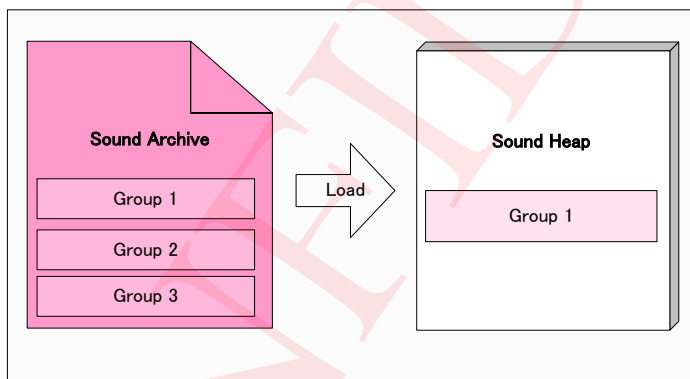 Sound Archive
Group 1
Group 2
Group 3
Load
Sound Heap
Group 1